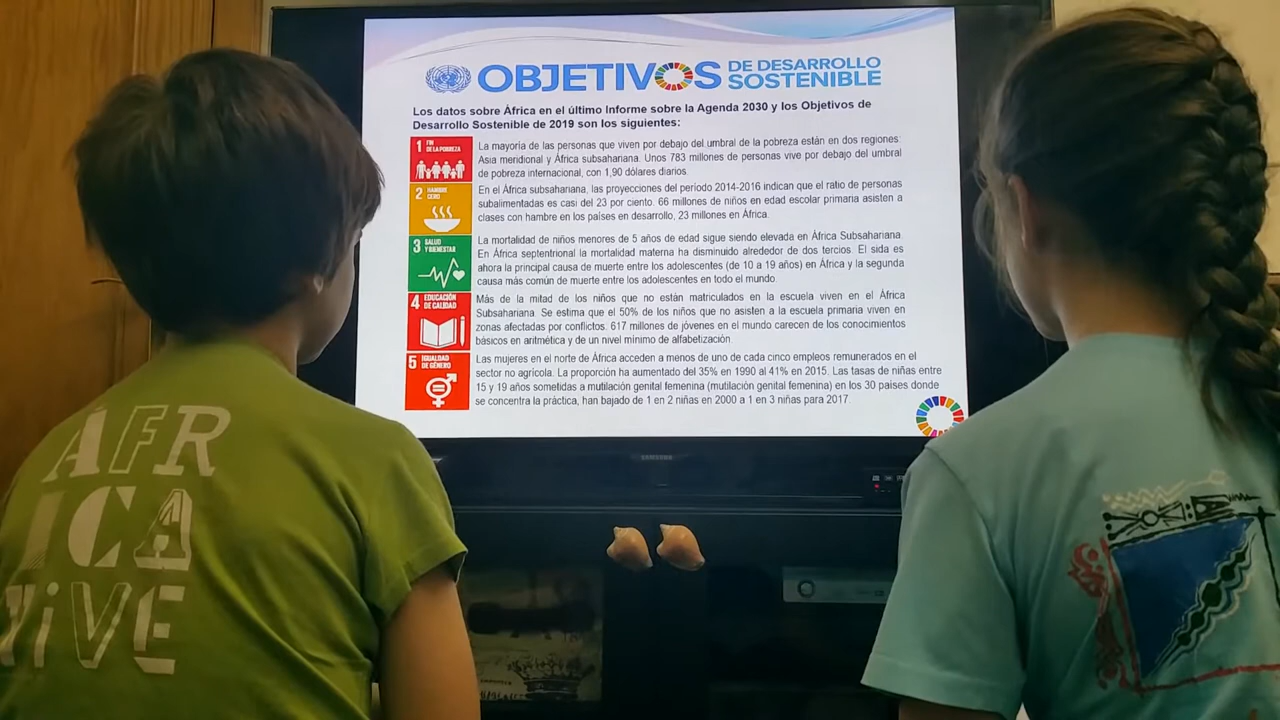 OBJETIVOS DE DESARROLLO
SOSTENIBLE
Los datos sobre África en el último Informe sobre la Agenda 2030 y los Objetivos de
Desarrollo Sostenible de 2019 son los siguientes:
1 FIN
DE LA POBREZA
La mayoría de las personas que viven por debajo del umbral de la pobreza están en dos regiones:
Asia meridional y África subsahariana. Unos 783 millones de personas vive por debajo del umbral
de pobreza internacional, con 1,90 dólares diarios.
2 HAMBRE
CERO
En el África subsahariana, las proyecciones del período 2014-2016 indican que el ratio de personas
subalimentadas es casi del 23 por ciento. 66 millones de niños en edad escolar primaria asisten a
clases con hambre en los países en desarrollo, 23 millones en África.
3 SALUD
Y BIENESTAR
La mortalidad de niños menores de 5 años de edad sigue siendo elevada en África Subsahariana.
En África septentrional la mortalidad materna ha disminuido alrededor de dos tercios. El sida es
ahora la principal causa de muerte entre los adolescentes (de 10 a 19 años) en África y la segunda
causa más común de muerte entre los adolescentes en todo el mundo.
4 EDUCACIÓN
DE CALIDAD
Más de la mitad de los niños que no están matriculados en la escuela viven en el África
Subsahariana. Se estima que el 50% de los niños que no asisten a la escuela primaria viven en
zonas afectadas por conflictos. 617 millones de jóvenes en el mundo carecen de los conocimientos
básicos en aritmética y de un nivel mínimo de alfabetización.
5 IGUALDAD
DE GÉNERO
Las mujeres en el norte de África acceden a menos de uno de cada cinco empleos remunerados en el
sector no agrícola. La proporción ha aumentado del 35% en 1990 al 41% en 2015. Las tasas de niñas entre
15 y 19 años sometidas a mutilación genital femenina (mutilación genital femenina) en los 30 países donde
se concentra la práctica, han bajado de 1 en 2 niñas en 2000 a 1 en 3 niñas para 2017.
SAMSUNG
ÁFR
ICA
ViVE